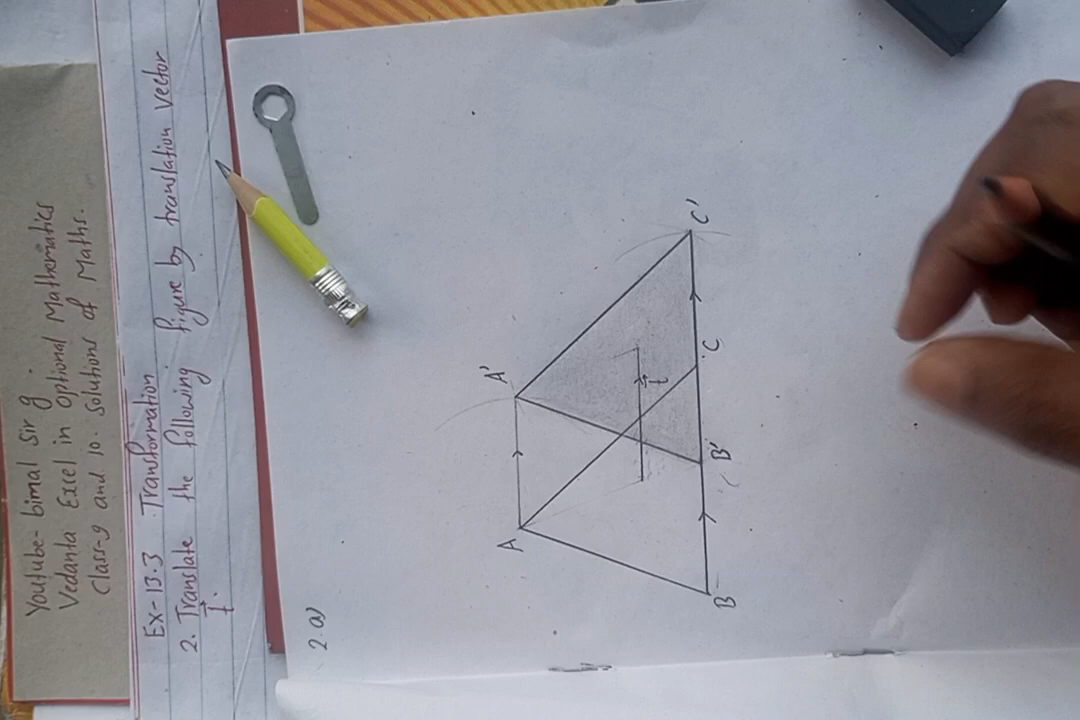 Youtube- bimal Sir g
Vedanta Excel in Optional Mathematics
Class-9 and 10. Solutions of Maths.
Ex-13.3 Transformation
2. Translate the following figure by translation vector
t.
2.a)
A
A'
t
B
B'
C
C'